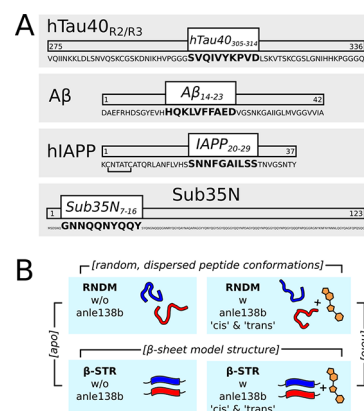 A
hTau40R2/R3
hTau40305-314
275
336
VQIINKKLDLSNVQSKCGSKDNIKHVPGGGSVQIVYKPVDLSKVTSKCGSLGNIHHKPGGGQ
Aβ
Aβ14-23
1
42
DAEFRHDSGYEVHHQKLVFFAEDVGSNKGAIIGLMVGGVVIA
hIAPP
IAPP20-29
1
37
KCNTATCATQRLANFLVHSSNNFGAILSSTNVGSNTY
Sub35N
Sub35N7-16
1
123
GNNQQNYQQY
B
[random, dispersed peptide conformations]
RNDM
w/o
anle138b
RNDM
w
anle138b
'cis' & 'trans'
+
[apo]
[β-sheet model structure]
β-STR
w/o
anle138b
β-STR
w
anle138b
'cis' & 'trans'
+